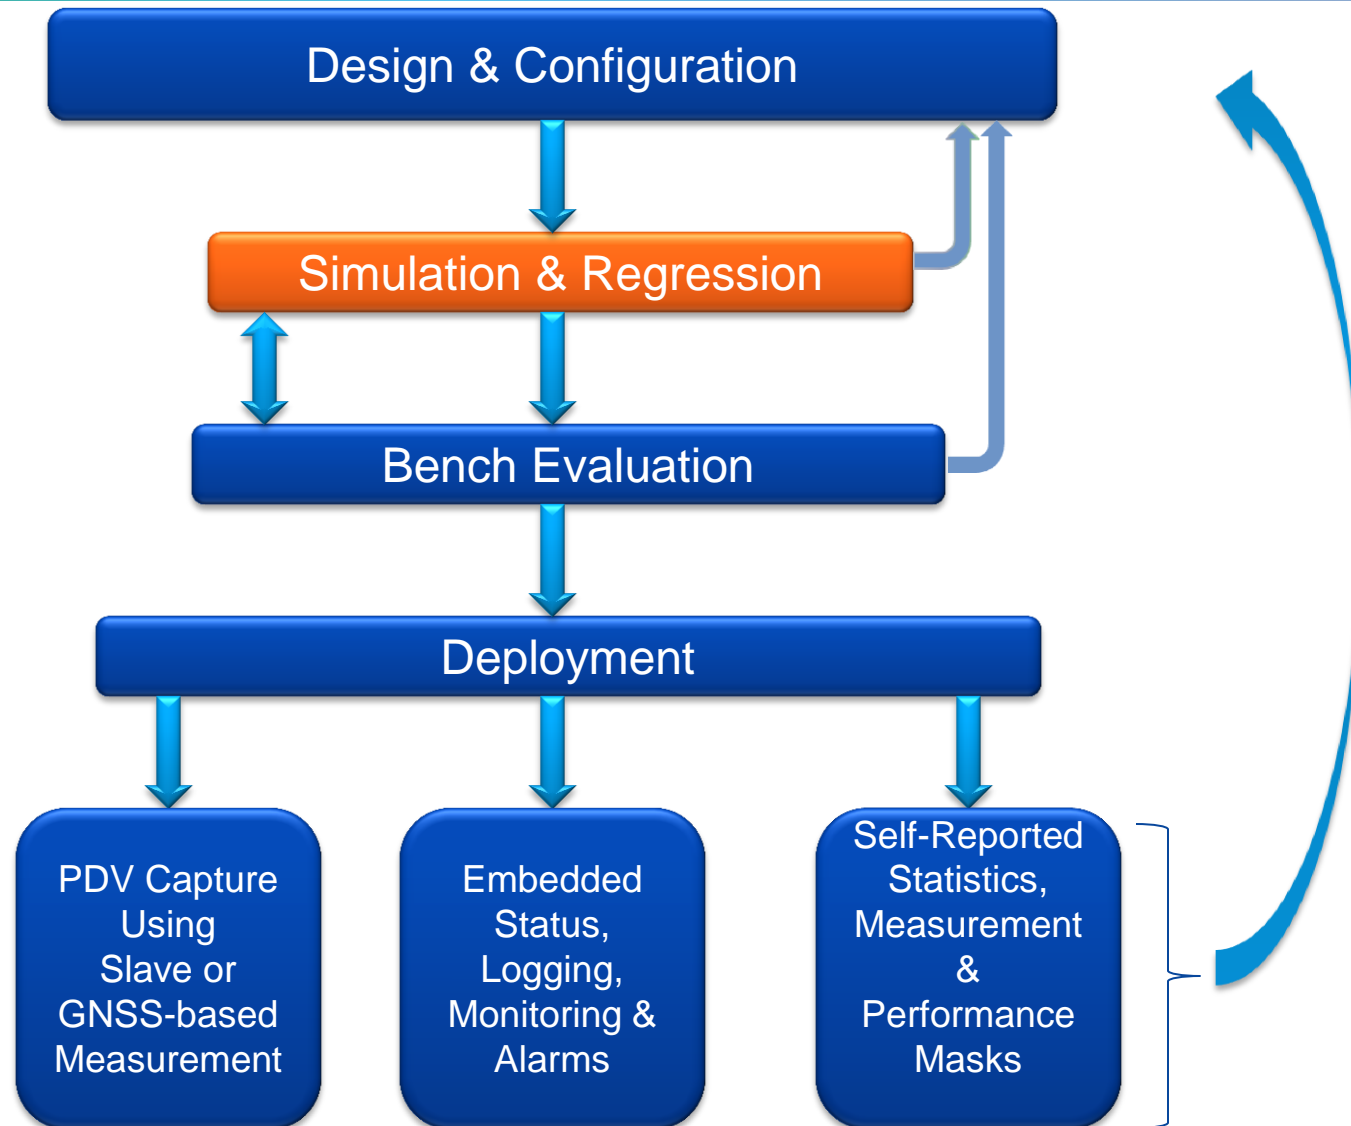 Design & Configuration
Simulation & Regression
Bench Evaluation
Deployment
PDV Capture
Using
Slave or
GNSS-based
Measurement
Embedded
Status,
Logging,
Monitoring &
Alarms
Self-Reported
Statistics,
Measurement
&
Performance
Masks